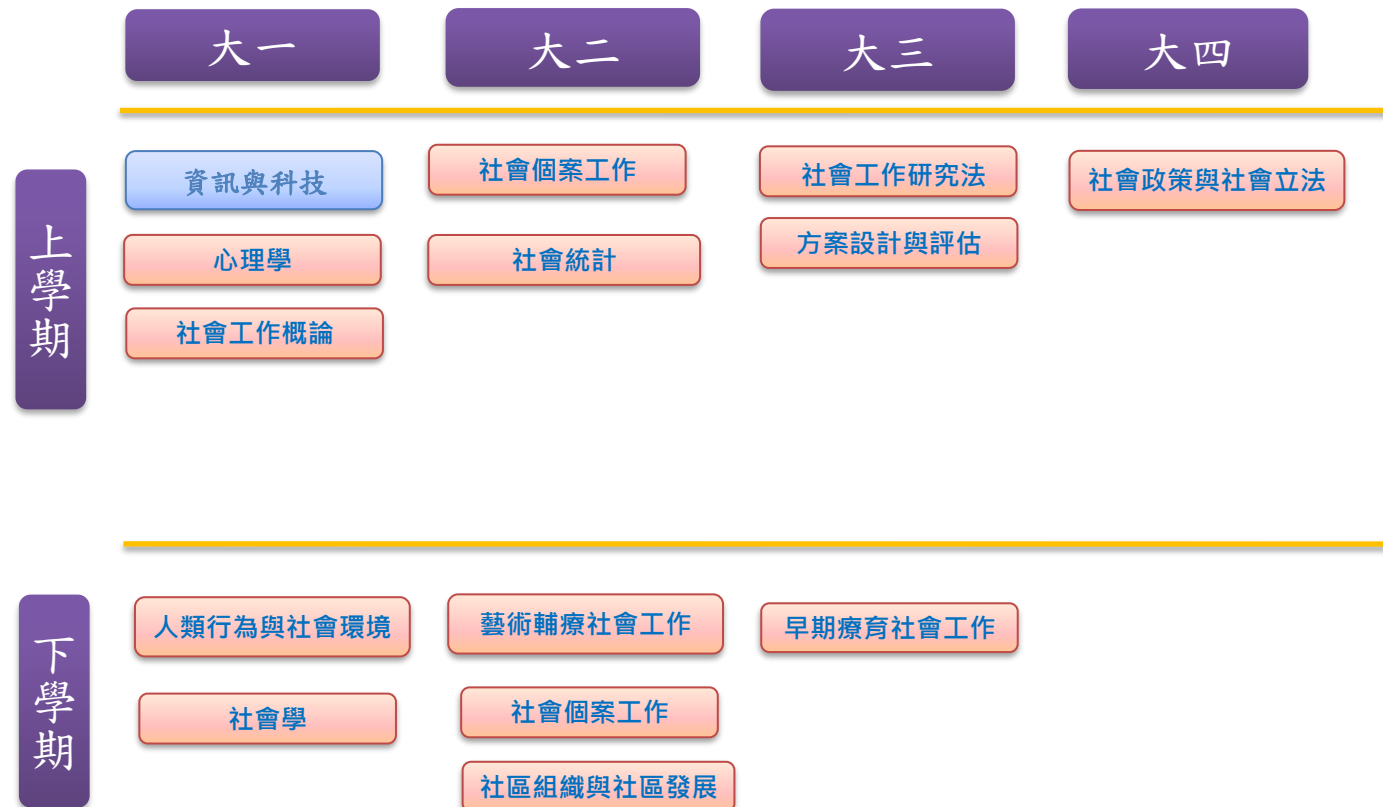 大一
大二
大三
大四
上學期
資訊與科技
社會個案工作
社會工作研究法
社會政策與社會立法
心理學
社會統計
方案設計與評估
社會工作概論
下學期
人類行為與社會環境
藝術輔療社會工作
早期療育社會工作
社會學
社會個案工作
社區組織與社區發展